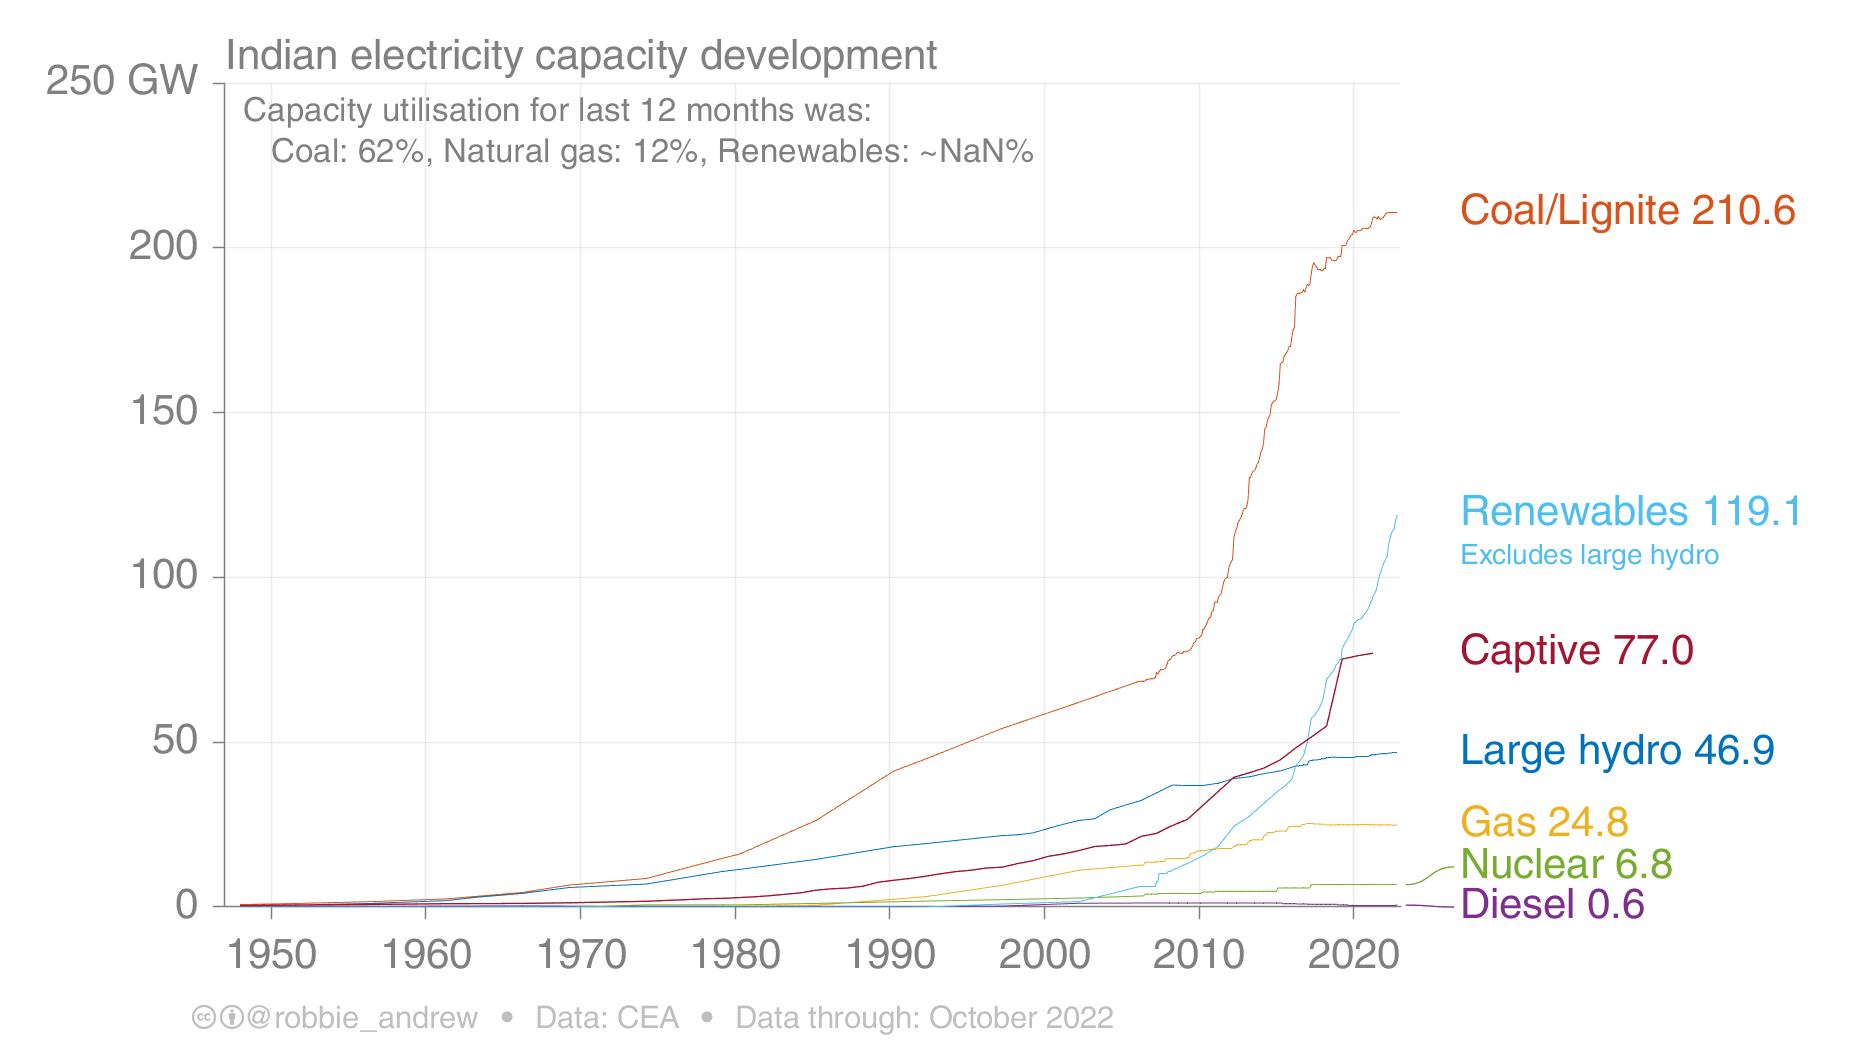 Indian electricity capacity development
250 GW
Capacity utilisation for last 12 months was:
Coal: 62%, Natural gas: 12%, Renewables: ~NaN%
200
150
100
50
0
Coal/Lignite 210.6
Renewables 119.1
Excludes large hydro
Captive 77.0
Large hydro 46.9
Gas 24.8
Nuclear 6.8
Diesel 0.6
1950 1960 1970 1980 1990 2000 2010 2020
cc @robbie_andrew • Data: CEA • Data through: October 2022